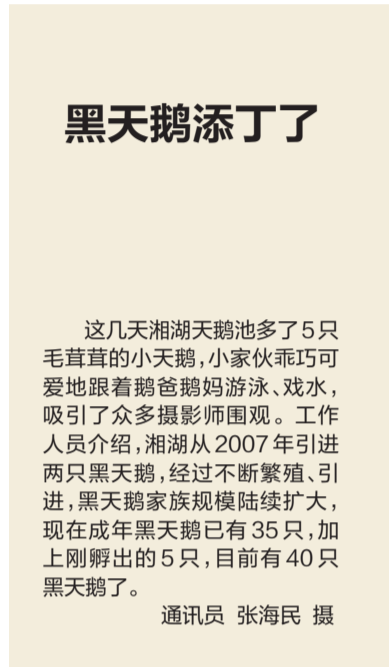 黑天鹅添丁了
这几天湘湖天鹅池多了5只
毛茸茸的小天鹅,小家伙乖巧可
爱地跟着鹅爸鹅妈游泳、戏水,
吸引了众多摄影师围观。工作
人员介绍,湘湖从2007年引进
两只黑天鹅,经过不断繁殖、引
进,黑天鹅家族规模陆续扩大,
现在成年黑天鹅已有35只,加
上刚孵出的5只,目前有40只
黑天鹅了。
通讯员 张海民 摄